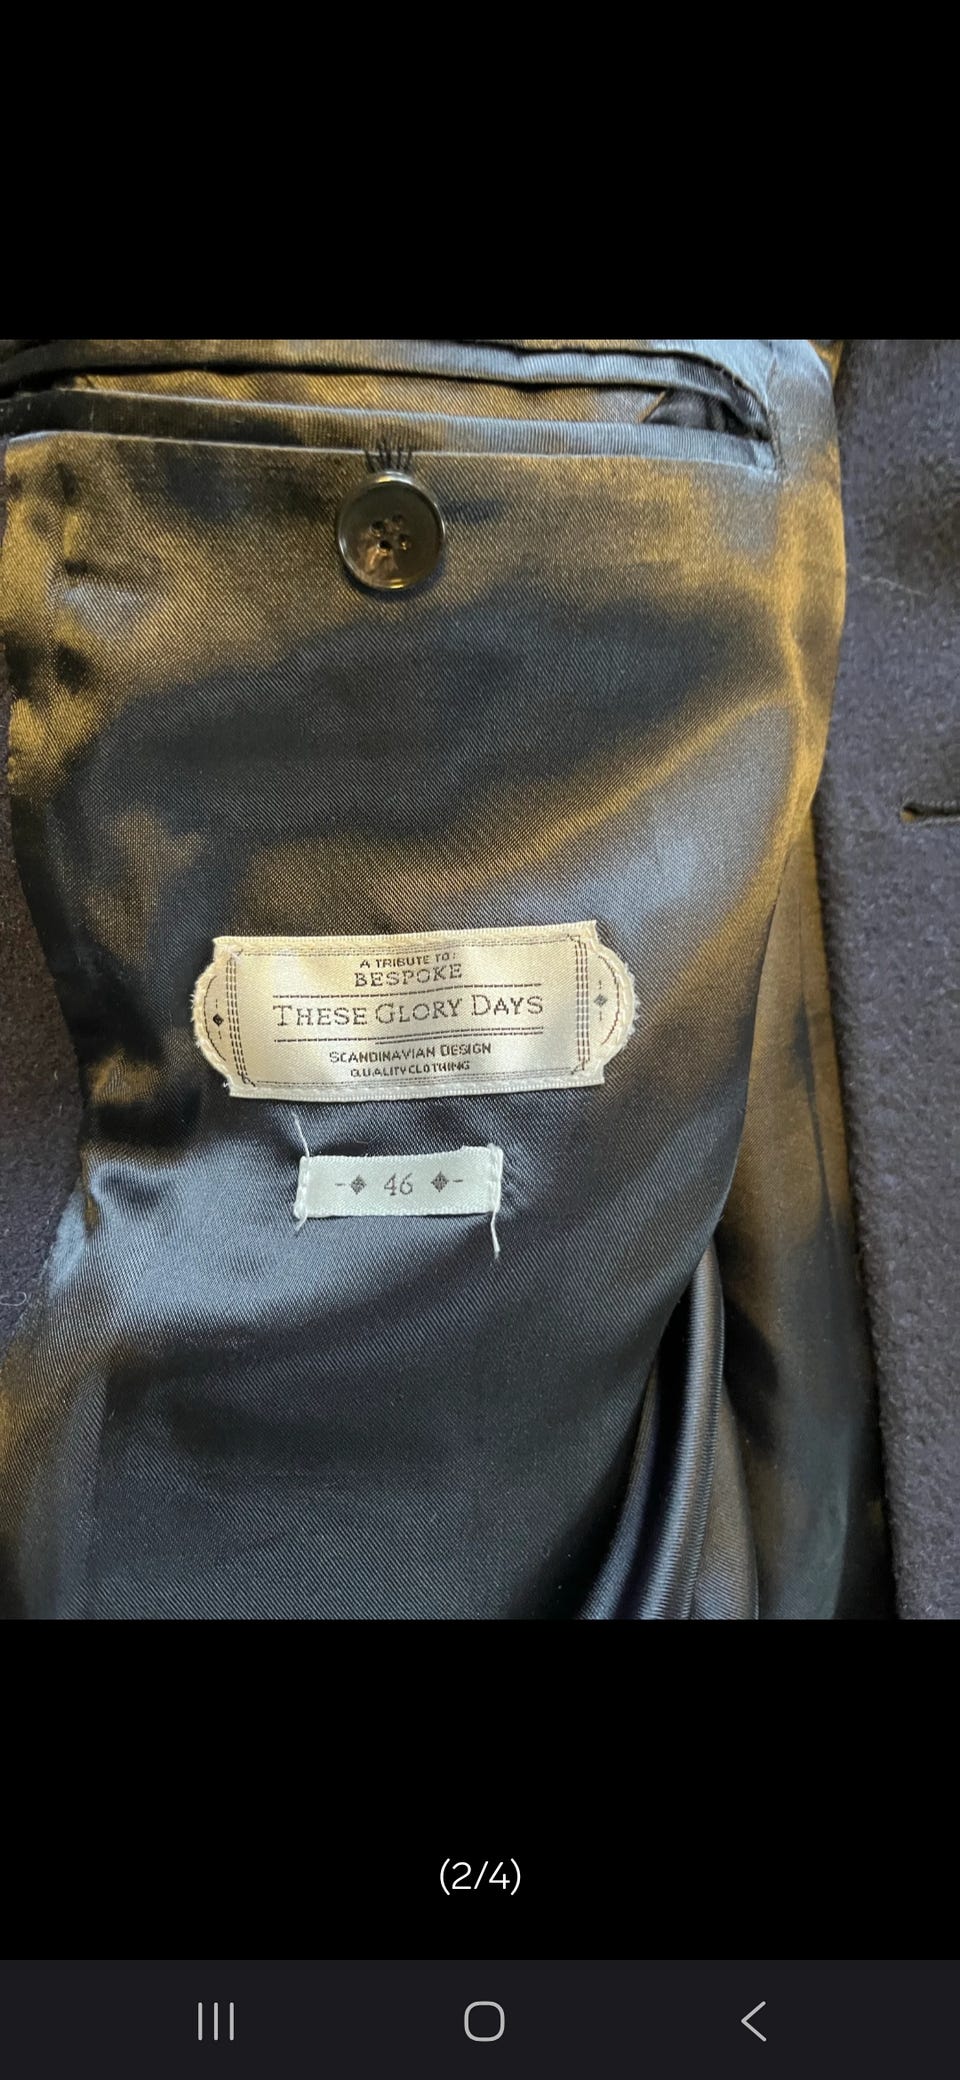 A TRIBUTE TO:
BESPOKE
THESE GLORY DAYS
SCANDINAVIAN DESIGN
QUALITY CLOTHING
46
(2/4)